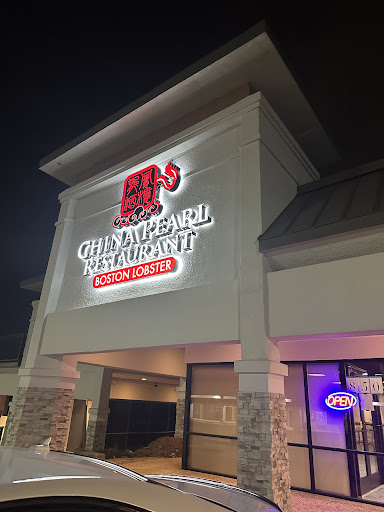 CHINA PEARL
RESTAURANT
BOSTON LOBSTER
OPEN